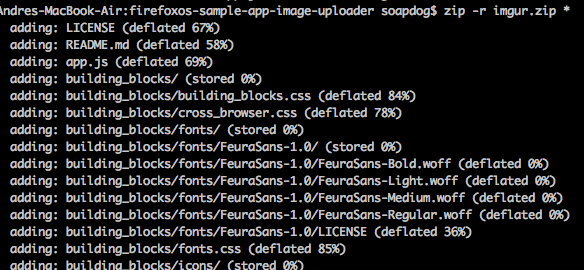 Andres-MacBook-Air:firefoxos-sample-app-image-uploader soapdog$ zip -r imgur.zip *
  adding: LICENSE (deflated 67%)
  adding: README.md (deflated 58%)
  adding: app.js (deflated 69%)
  adding: building_blocks/ (stored 0%)
  adding: building_blocks/building_blocks.css (deflated 84%)
  adding: building_blocks/cross_browser.css (deflated 78%)
  adding: building_blocks/fonts/ (stored 0%)
  adding: building_blocks/fonts/FeuraSans-1.0/ (stored 0%)
  adding: building_blocks/fonts/FeuraSans-1.0/FeuraSans-Bold.woff (deflated 0%)
  adding: building_blocks/fonts/FeuraSans-1.0/FeuraSans-Light.woff (deflated 0%)
  adding: building_blocks/fonts/FeuraSans-1.0/FeuraSans-Medium.woff (deflated 0%)
  adding: building_blocks/fonts/FeuraSans-1.0/FeuraSans-Regular.woff (deflated 0%)
  adding: building_blocks/fonts/FeuraSans-1.0/LICENSE (deflated 36%)
  adding: building_blocks/fonts.css (deflated 85%)
  adding: building_blocks/icons/ (stored 0%)